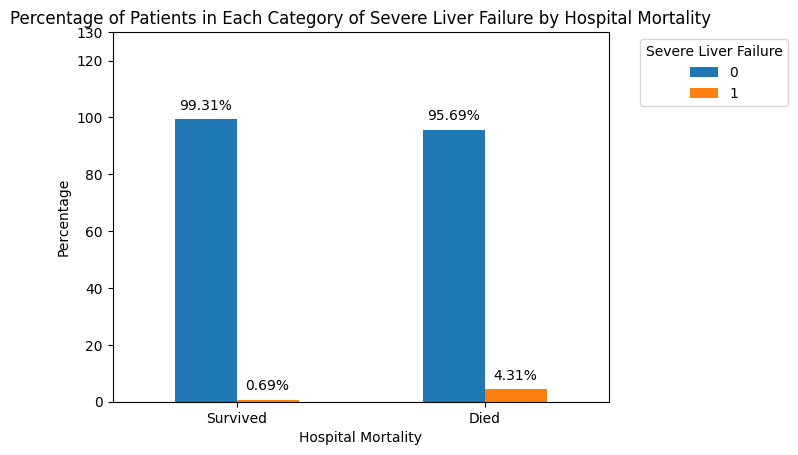 Percentage of Patients in Each Category of Severe Liver Failure by Hospital Mortality
130
120
100
80
60
40
20
0
Percentage
99.31%
0.69%
95.69%
4.31%
Survived
Died
Hospital Mortality
Severe Liver Failure
0
1